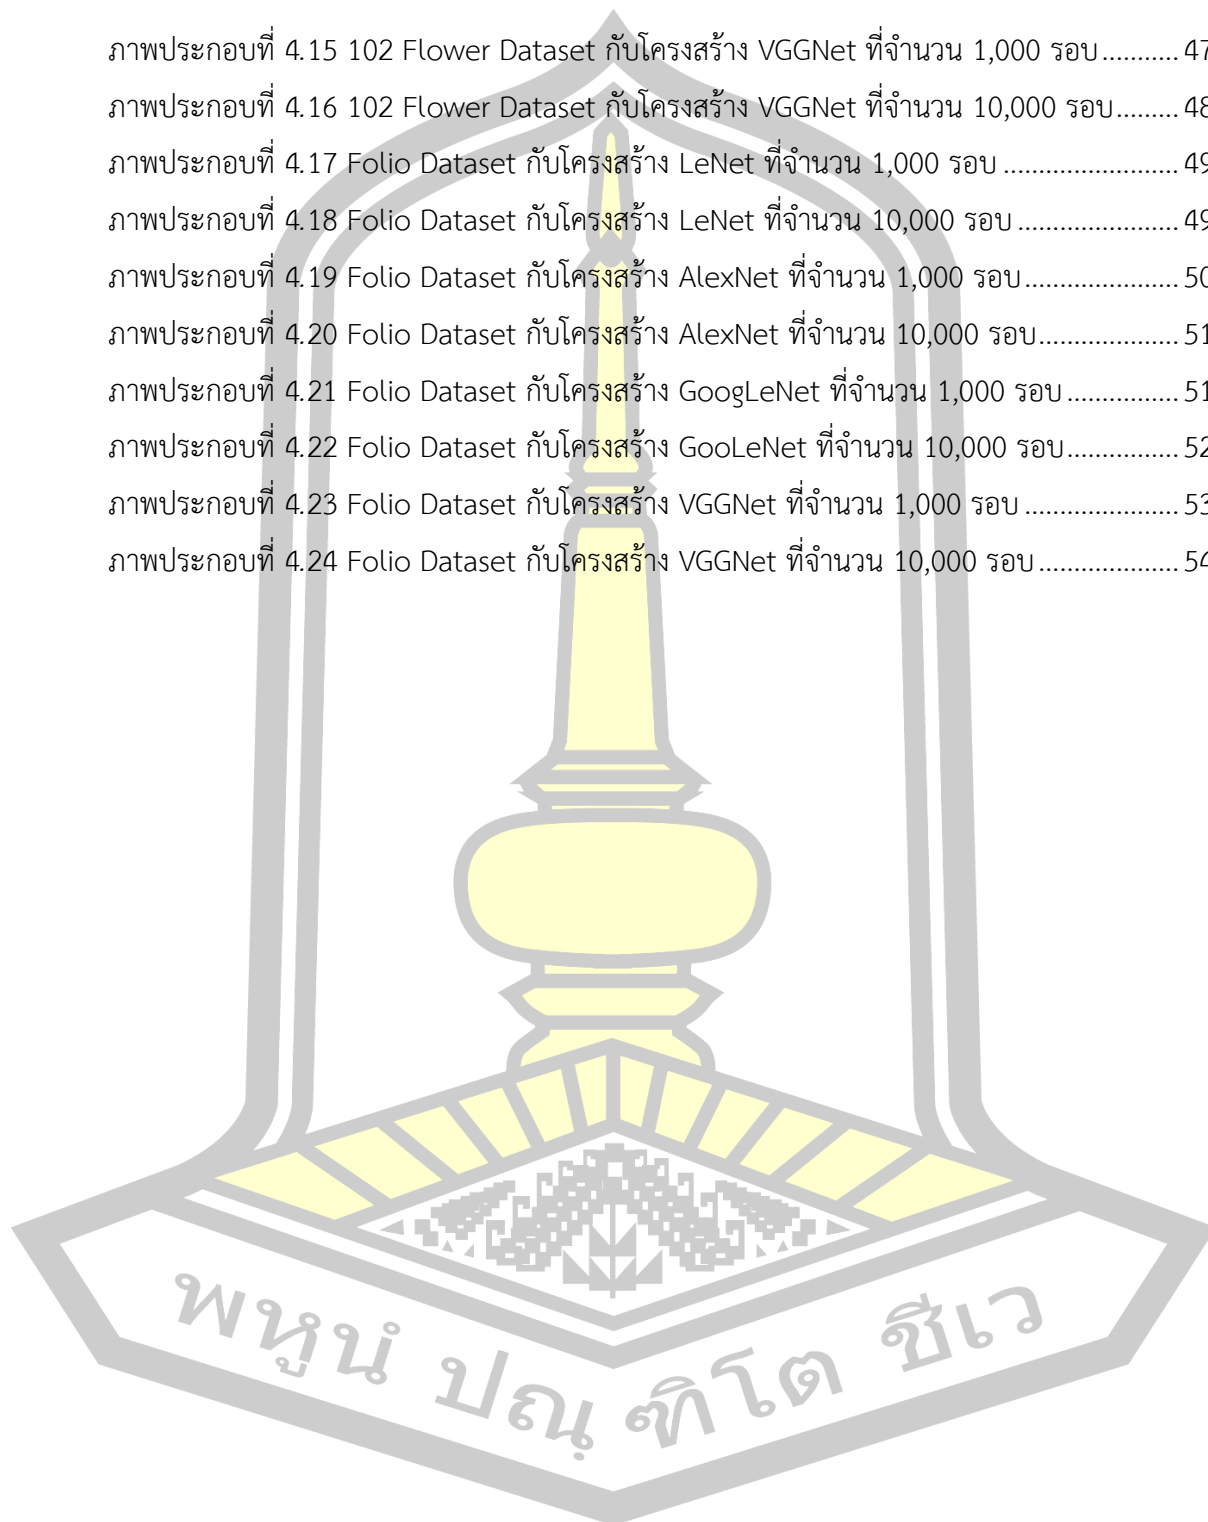 ภาพประกอบที่ 4.15 102 Flower Dataset กับโครงสร้าง VGGNet ที่จำนวน 1,000 รอบ .......... 47
ภาพประกอบที่ 4.16 102 Flower Dataset กับโครงสร้าง VGGNet ที่จำนวน 10,000 รอบ ......... 48
ภาพประกอบที่ 4.17 Folio Dataset กับโครงสร้าง LeNet ที่จำนวน 1,000 รอบ ....................... 49
ภาพประกอบที่ 4.18 Folio Dataset กับโครงสร้าง LeNet ที่จำนวน 10,000 รอบ ..................... 49
ภาพประกอบที่ 4.19 Folio Dataset กับโครงสร้าง AlexNet ที่จำนวน 1,000 รอบ .................... 50
ภาพประกอบที่ 4.20 Folio Dataset กับโครงสร้าง AlexNet ที่จำนวน 10,000 รอบ .................. 51
ภาพประกอบที่ 4.21 Folio Dataset กับโครงสร้าง GoogLeNet ที่จำนวน 1,000 รอบ ............... 51
ภาพประกอบที่ 4.22 Folio Dataset กับโครงสร้าง GooLeNet ที่จำนวน 10,000 รอบ ............... 52
ภาพประกอบที่ 4.23 Folio Dataset กับโครงสร้าง VGGNet ที่จำนวน 1,000 รอบ .................... 53
ภาพประกอบที่ 4.24 Folio Dataset กับโครงสร้าง VGGNet ที่จำนวน 10,000 รอบ ................... 54
พหูนํ ปณฺฑิโต ชีเว